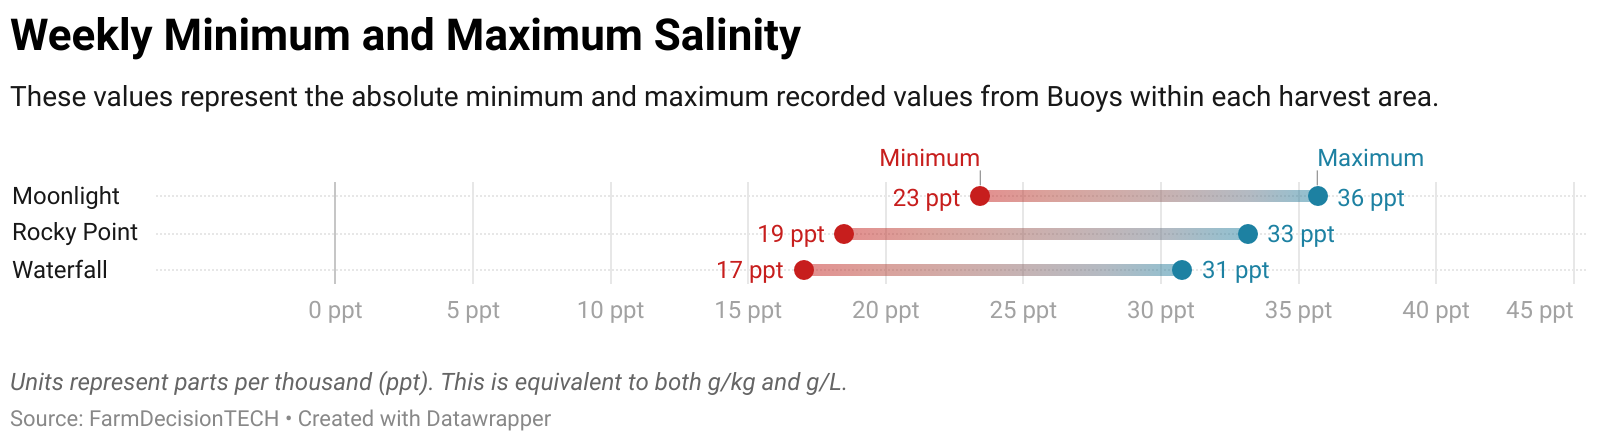 Weekly Minimum and Maximum Salinity
These values represent the absolute minimum and maximum recorded values from Buoys within each harvest area.
Minimum Maximum
Moonlight 23 ppt 36 ppt
Rocky Point 19 ppt 33 ppt
Waterfall 17 ppt 31 ppt
0 ppt 5 ppt 10 ppt 15 ppt 20 ppt 25 ppt 30 ppt 35 ppt 40 ppt 45 ppt
Units represent parts per thousand (ppt). This is equivalent to both g/kg and g/L.
Source: FarmDecisionTECH • Created with Datawrapper